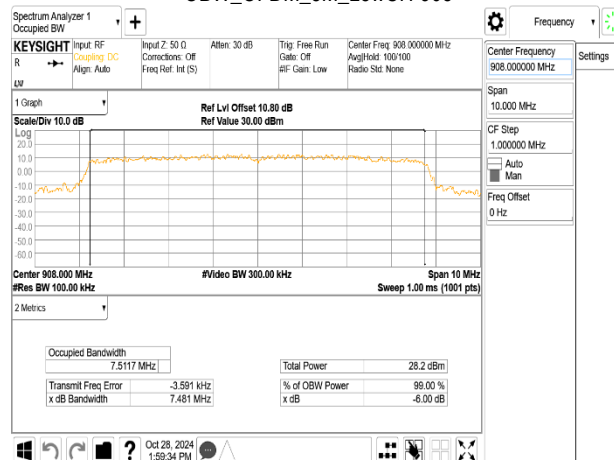 Spectrum Analyzer 1
Occupied BW
Frequency
Settings
KEYSIGHT
R
Input: RF
Coupling: DC
Align: Auto
Input Z: 50 Ω
Corrections: Off
Freq Ref: Int (S)
Atten: 30 dB
Trig: Free Run
Gate: Off
#IF Gain: Low
Center Freq: 908.000000 MHz
Avg|Hold: 100/100
Radio Std: None
Center Frequency
908.000000 MHz
Span
10.000 MHz
CF Step
1.000000 MHz
Auto
Man
Freq Offset
0 Hz
1 Graph
Scale/Div 10.0 dB
Ref Lvl Offset 10.80 dB
Ref Value 30.00 dBm
Log
20.0
10.0
0.00
-10.0
-20.0
-30.0
-40.0
-50.0
-60.0
Center 908.000 MHz
#Video BW 300.00 kHz
Span 10 MHz
#Res BW 100.00 kHz
Sweep 1.00 ms (1001 pts)
2 Metrics
Occupied Bandwidth
7.5117 MHz
Total Power 28.2 dBm
Transmit Freq Error -3.591 kHz
% of OBW Power 99.00 %
x dB Bandwidth 7.481 MHz
x dB -6.00 dB
?
Oct 28, 2024
1:59:34 PM